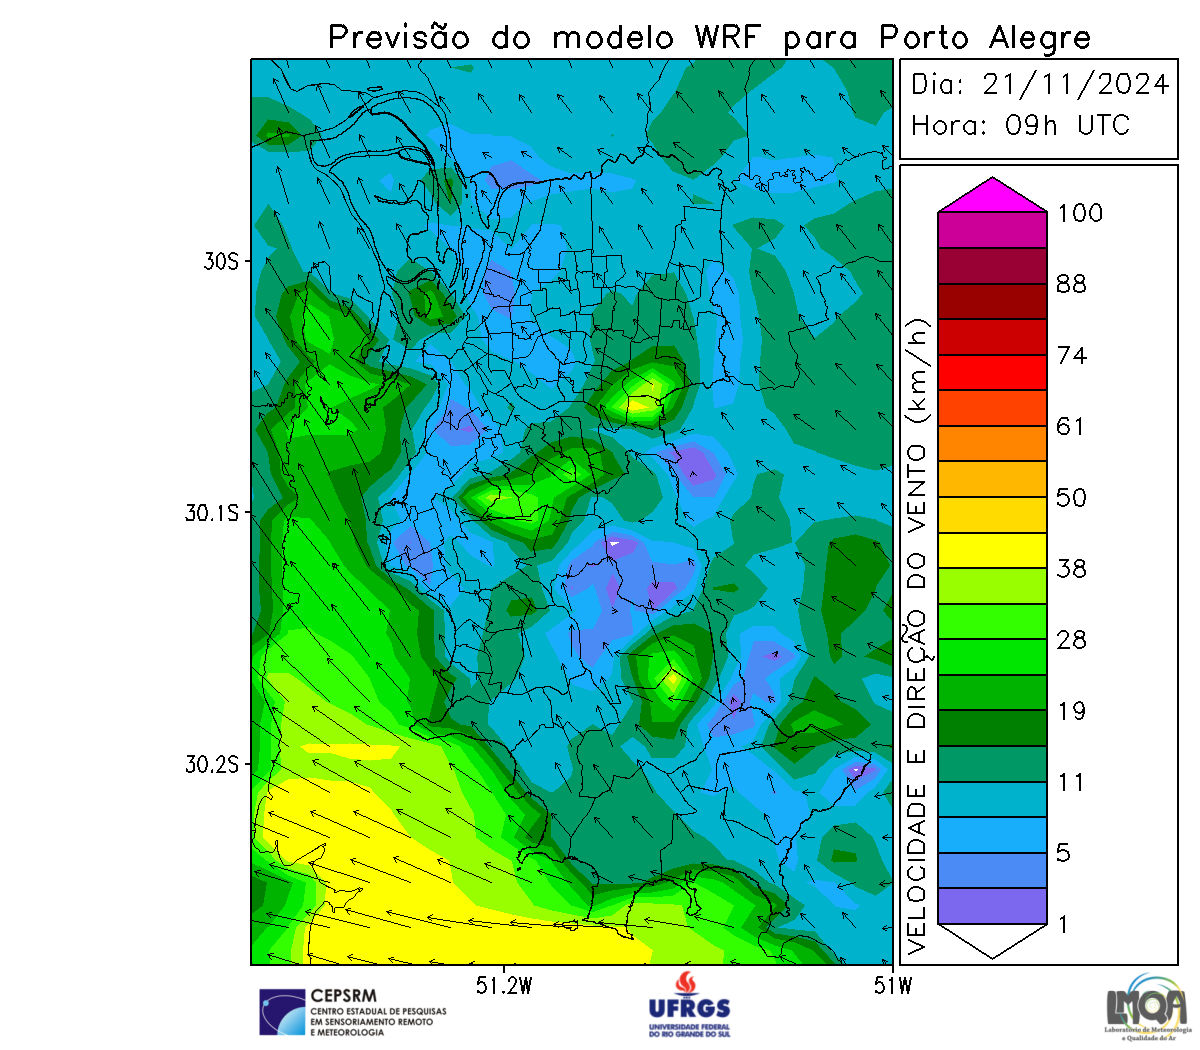 Previsão do modelo WRF para Porto Alegre
Dia: 21/11/2024
Hora: 09h UTC
30S
30.1S
30.2S
51.2W
51W
VELOCIDADE E DIREÇÃO DO VENTO (km/h)
100
88
74
61
50
38
28
19
11
5
1
CEPSRM
CENTRO ESTADUAL DE PESQUISAS
EM SENSORIAMENTO REMOTO
E METEOROLOGIA
UFRGS
UNIVERSIDADE FEDERAL
DO RIO GRANDE DO SUL
LMQA
Laboratório de Meteorologia
e Qualidade do Ar